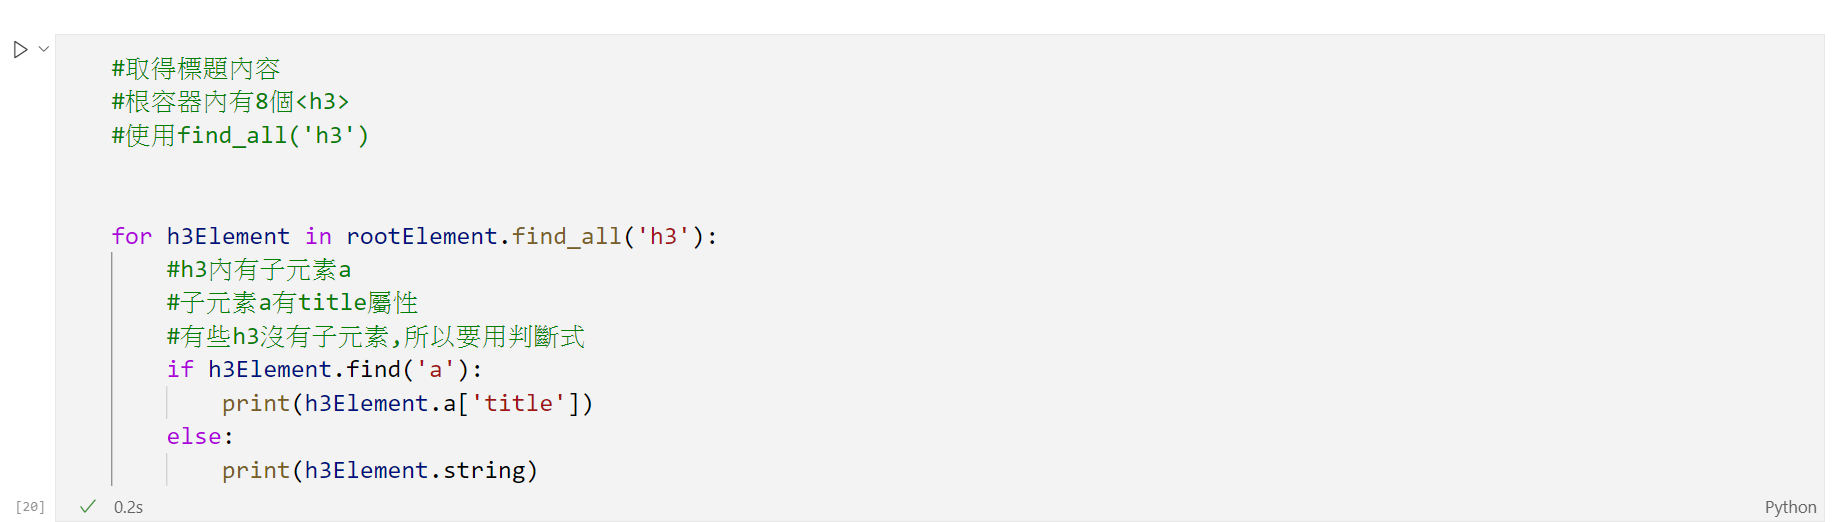 #取得標題內容
#根容器內有8個<h3>
#使用find_all('h3')
for h3Element in rootElement.find_all('h3'):
#h3內有子元素a
#子元素a有title屬性
#有些h3沒有子元素,所以要用判斷式
if h3Element.find('a'):
print(h3Element.a['title'])
else:
print(h3Element.string)
[20] 0.2s Python